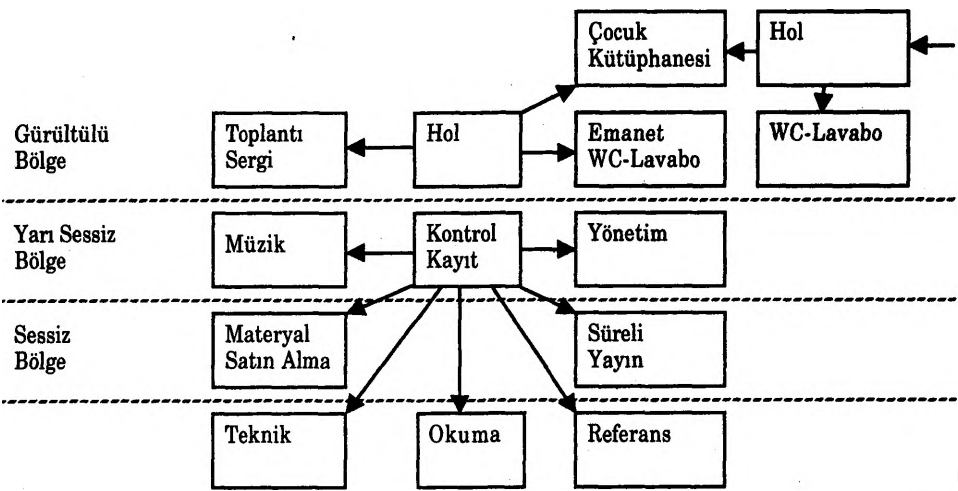 Çocuk
Kütüphanesi
Hol
Gürültülü
Bölge
Toplantı
Sergi
Hol
Emanet
WC-Lavabo
WC-Lavabo
Yarı Sessiz
Bölge
Müzik
Kontrol
Kayıt
Yönetim
Sessiz
Bölge
Materyal
Satın Alma
Süreli
Yayın
Teknik
Okuma
Referans